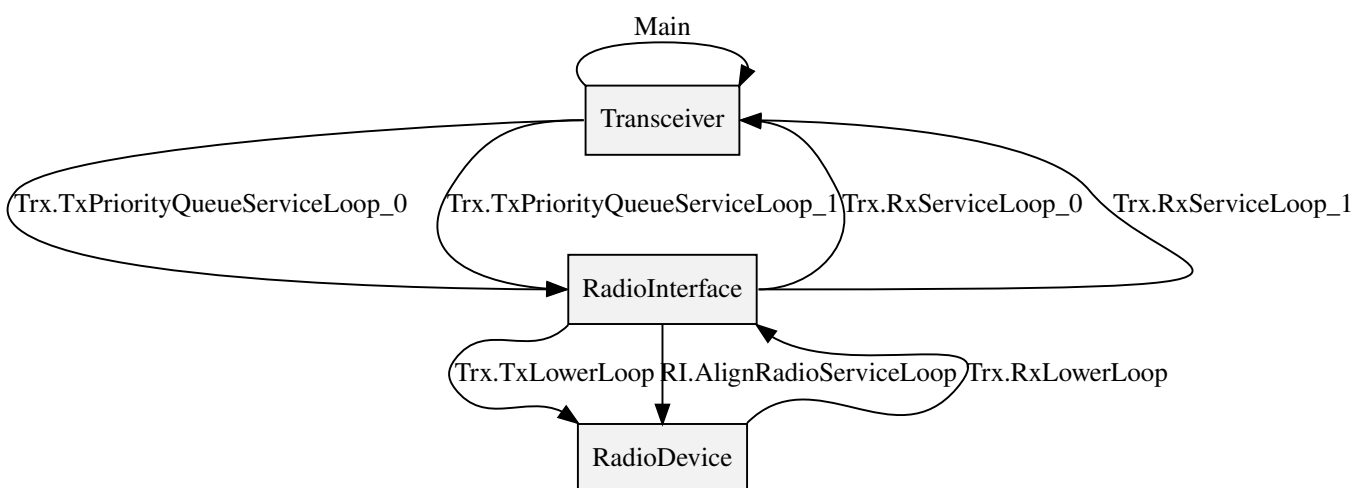 Main
Transceiver
Trx.TxPriorityQueueServiceLoop_0
Trx.TxPriorityQueueServiceLoop_1
Trx.RxServiceLoop_0
Trx.RxServiceLoop_1
RadioInterface
Trx.TxLowerLoop
RI.AlignRadioServiceLoop
Trx.RxLowerLoop
RadioDevice